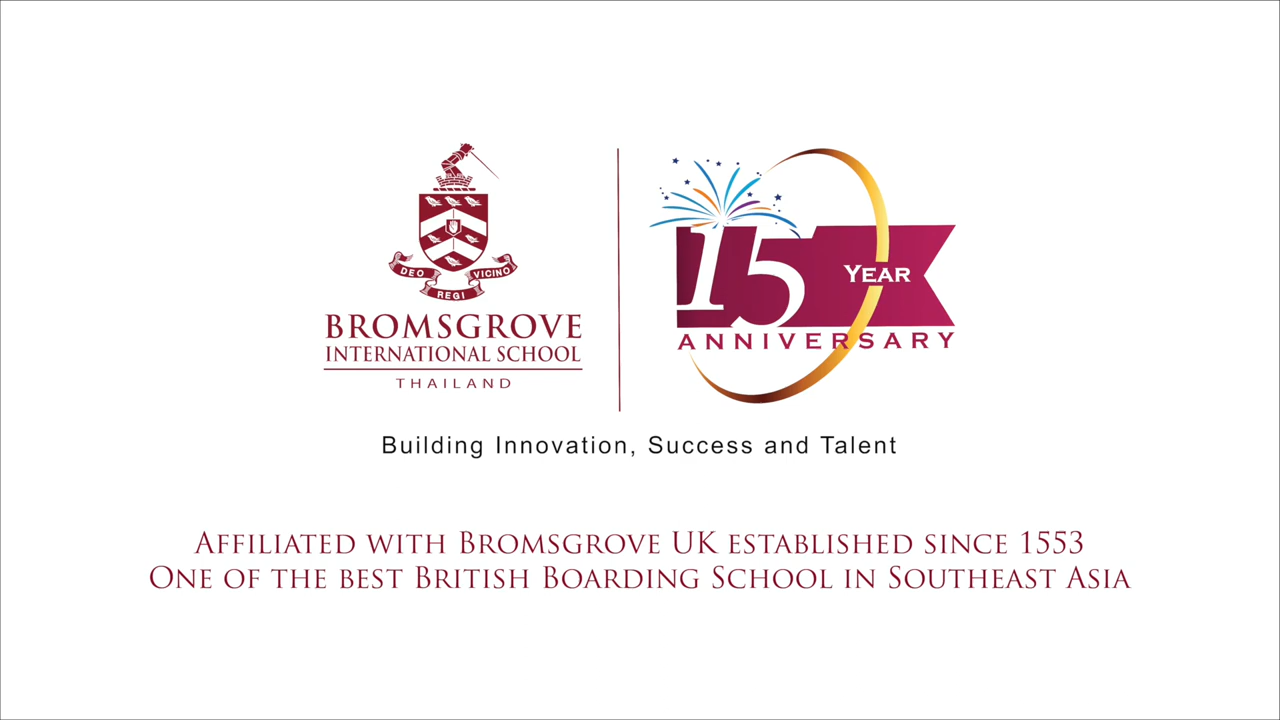 DEO REGI VICINO
BROMSGROVE
INTERNATIONAL SCHOOL
THAILAND
15 YEAR
ANNIVERSARY
Building Innovation, Success and Talent
AFFILIATED WITH BROMSGROVE UK ESTABLISHED SINCE 1553
ONE OF THE BEST BRITISH BOARDING SCHOOL IN SOUTHEAST ASIA